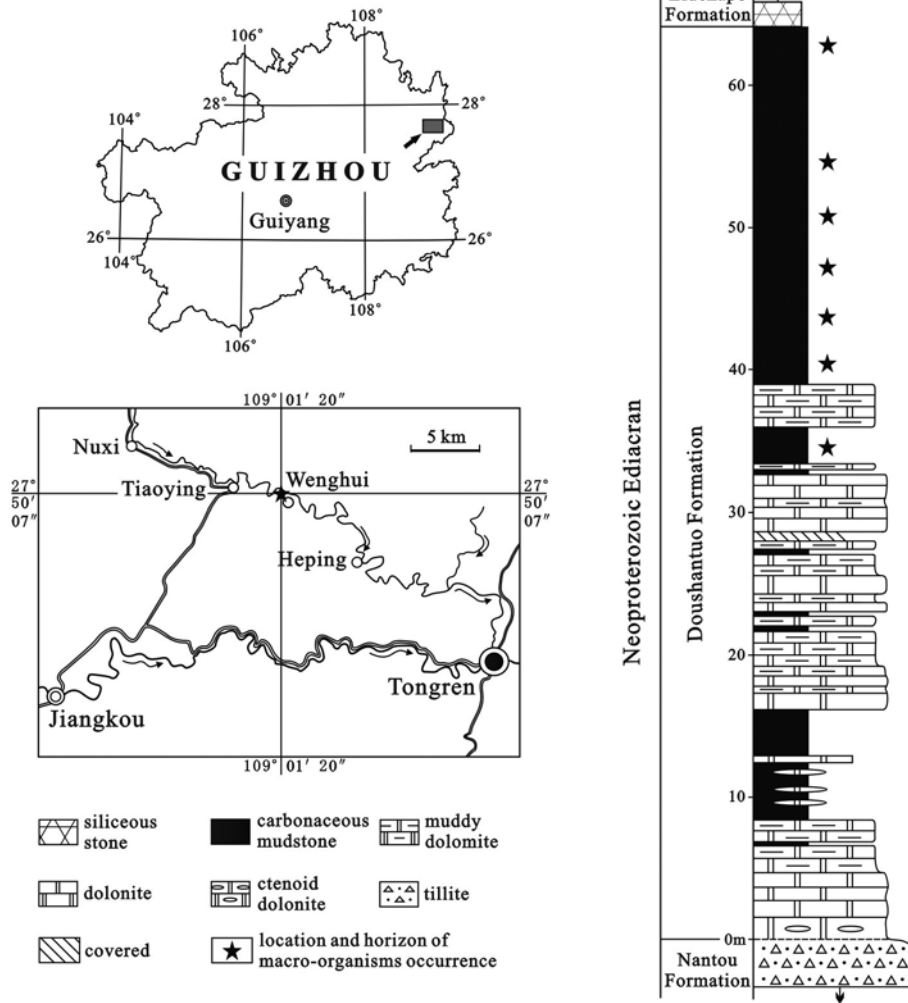 108°
106°
28°
28°
104°
GUIZHOU
Guiyang
26°
26°
104°
108°
106°
109° 01′ 20″
5 km
Nuxi
Tiaoying
Wenghui
27°
50′
07″
27°
50′
07″
Heping
Tongren
Jiangkou
109° 01′ 20″
siliceous
stone
carbonaceous
mudstone
muddy
dolomite
dolonite
ctenoid
dolonite
tillite
covered
location and horizon of
macro-organisms occurrence
Formation
60
50
40
30
20
10
0m
Neoproterozoic Ediacran
Doushantuo Formation
Nantou
Formation